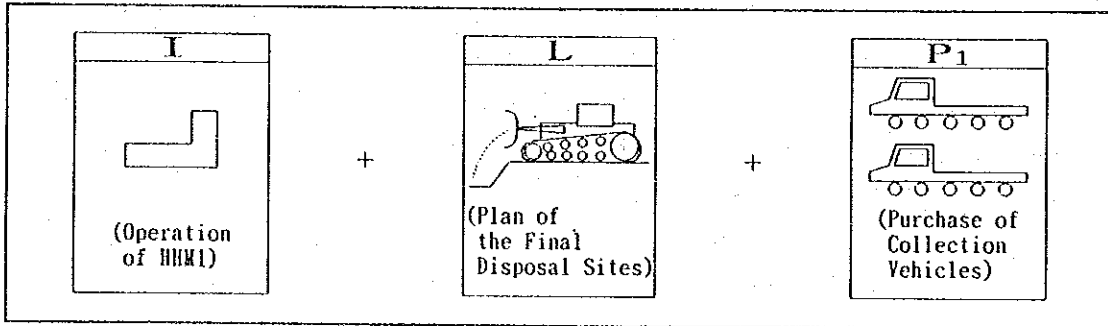 I
(Operation
of HHM1)
+
L
(Plan of
the Final
Disposal Sites)
+
P1
(Purchase of
Collection
Vehicles)